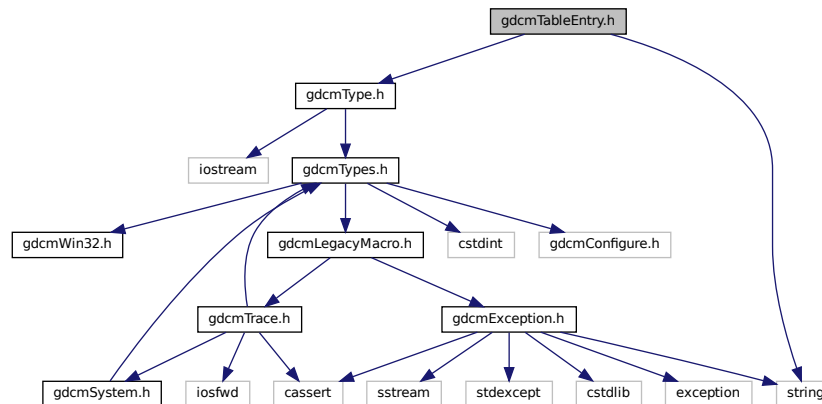 gdcmTableEntry.h
gdcmType.h
iostream
gdcmTypes.h
gdcmWin32.h
gdcmLegacyMacro.h
cstdint
gdcmConfigure.h
gdcmTrace.h
gdcmException.h
gdcmSystem.h
iosfwd
cassert
sstream
stdexcept
cstdlib
exception
string